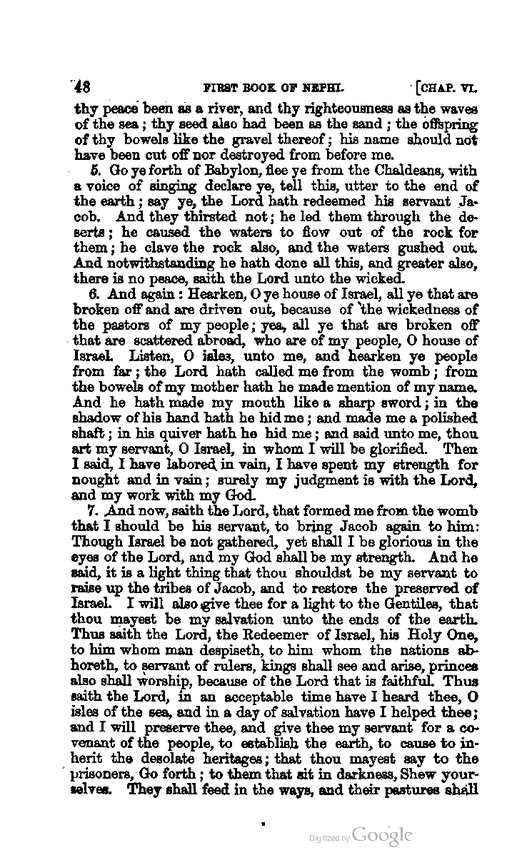 48 FIRST BOOK OF NEPHI. [CHAP. VI.
thy peace been as a river, and thy righteousness as the waves
of the sea; thy seed also had been as the sand; the offspring
of thy bowels like the gravel thereof; his name should not
have been cut off nor destroyed from before me.
5. Go ye forth of Babylon, flee ye from the Chaldeans, with
a voice of singing declare ye, tell this, utter to the end of
the earth; say ye, the Lord hath redeemed his servant Ja-
cob. And they thirsted not; he led them through the de-
serts; he caused the waters to flow out of the rock for
them; he clave the rock also, and the waters gushed out.
And notwithstanding he hath done all this, and greater also,
there is no peace, saith the Lord unto the wicked.
6. And again: Hearken, O ye house of Israel, all ye that are
broken off and are driven out, because of the wickedness of
the pastors of my people; yea, all ye that are broken off
that are scattered abroad, who are of my people, O house of
Israel. Listen, O isles, unto me, and hearken ye people
from far; the Lord hath called me from the womb; from
the bowels of my mother hath he made mention of my name.
And he hath made my mouth like a sharp sword; in the
shadow of his hand hath he hid me; and made me a polished
shaft; in his quiver hath he hid me; and said unto me, thou
art my servant, O Israel, in whom I will be glorified. Then
I said, I have labored in vain, I have spent my strength for
nought and in vain; surely my judgment is with the Lord,
and my work with my God.
7. And now, saith the Lord, that formed me from the womb
that I should be his servant, to bring Jacob again to him:
Though Israel be not gathered, yet shall I be glorious in the
eyes of the Lord, and my God shall be my strength. And he
said, it is a light thing that thou shouldst be my servant to
raise up the tribes of Jacob, and to restore the preserved of
Israel. I will also give thee for a light to the Gentiles, that
thou mayest be my salvation unto the ends of the earth.
Thus saith the Lord, the Redeemer of Israel, his Holy One,
to him whom man despiseth, to him whom the nations ab-
horeth, to servant of rulers, kings shall see and arise, princes
also shall worship, because of the Lord that is faithful. Thus
saith the Lord, in an acceptable time have I heard thee, O
isles of the sea, and in a day of salvation have I helped thee;
and I will preserve thee, and give thee my servant for a co-
venant of the people, to establish the earth, to cause to in-
herit the desolate heritages; that thou mayest say to the
prisoners, Go forth; to them that sit in darkness, Shew your-
selves. They shall feed in the ways, and their pastures shall
Digitized by Google